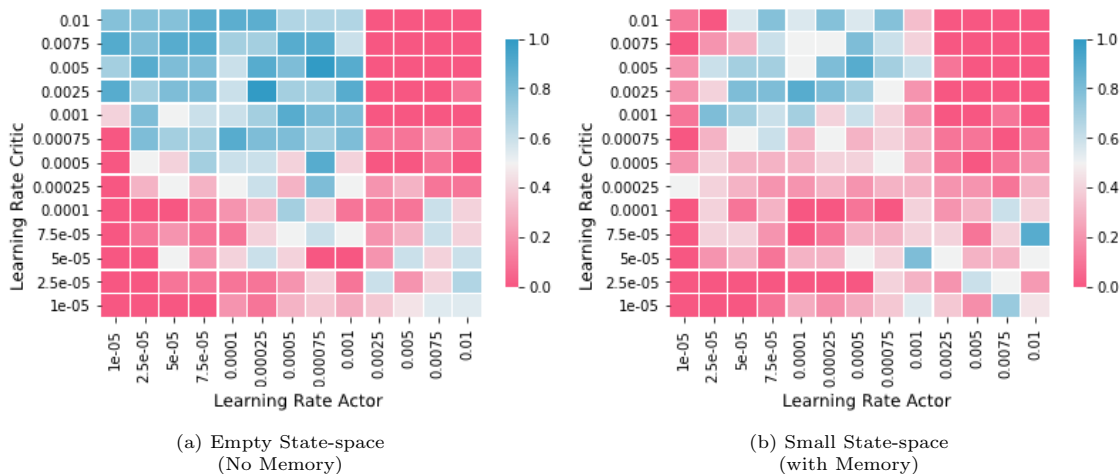 0.01
0.0075
0.005
0.0025
0.001
0.00075
0.0005
0.00025
0.0001
7.5e-05
5e-05
2.5e-05
1e-05
Learning Rate Critic
1e-05
2.5e-05
5e-05
7.5e-05
0.0001
0.00025
0.0005
0.00075
0.001
0.0025
0.005
0.0075
0.01
Learning Rate Actor
1.0
0.8
0.6
0.4
0.2
0.0
(a) Empty State-space
(No Memory)
0.01
0.0075
0.005
0.0025
0.001
0.00075
0.0005
0.00025
0.0001
7.5e-05
5e-05
2.5e-05
1e-05
Learning Rate Critic
1e-05
2.5e-05
5e-05
7.5e-05
0.0001
0.00025
0.0005
0.00075
0.001
0.0025
0.005
0.0075
0.01
Learning Rate Actor
1.0
0.8
0.6
0.4
0.2
0.0
(b) Small State-space
(with Memory)